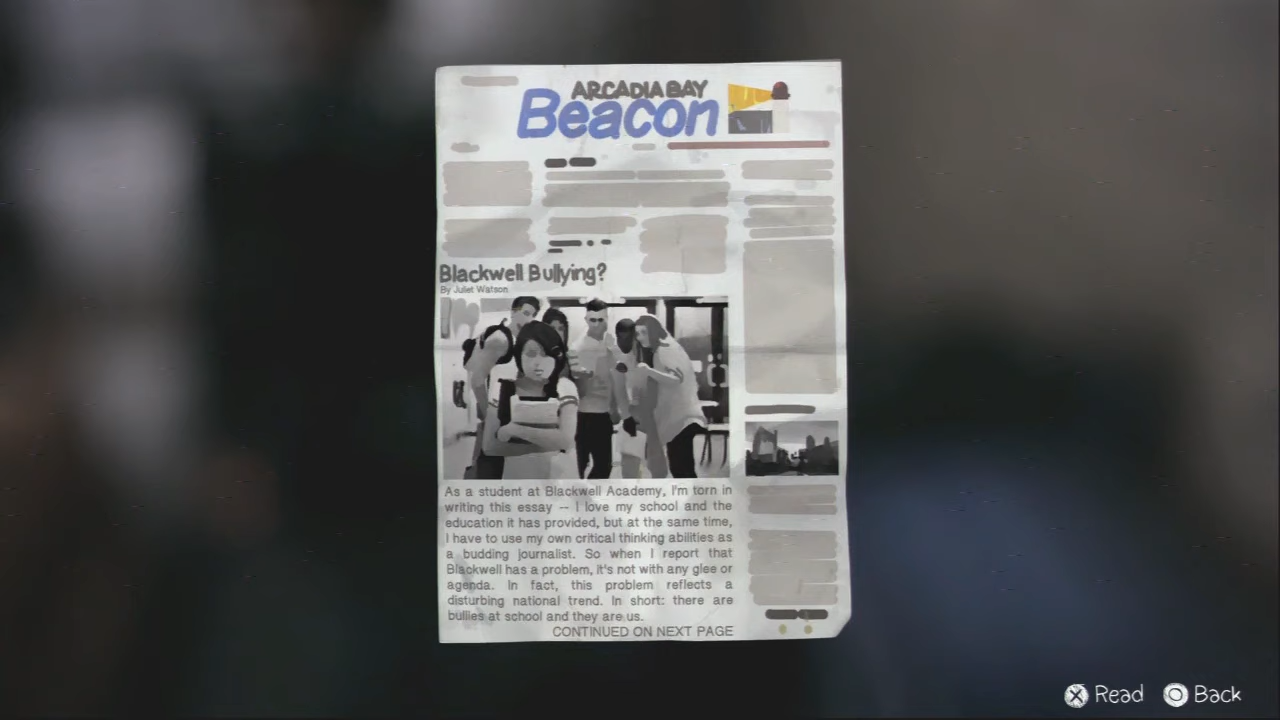 ARCADIA BAY
Beacon
Blackwell Bullying?
By Juliet Watson
As a student at Blackwell Academy, I'm torn in
writing this essay -- I love my school and the
education it has provided, but at the same time,
I have to use my own critical thinking abilities as
a budding journalist. So when I report that
Blackwell has a problem, it's not with any glee or
agenda. In fact, this problem reflects a
disturbing national trend. In short: there are
bullies at school and they are us.
CONTINUED ON NEXT PAGE
Read
Back